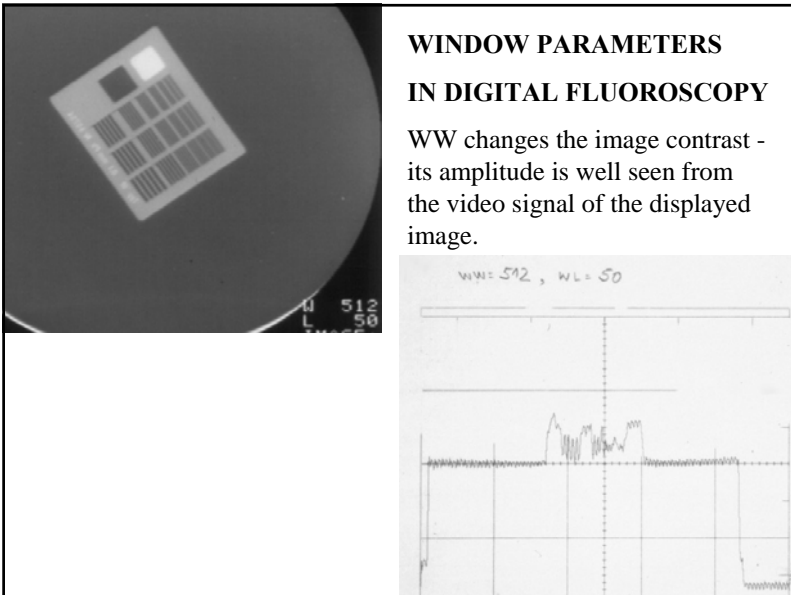 WINDOW PARAMETERS
IN DIGITAL FLUOROSCOPY
WW changes the image contrast -
its amplitude is well seen from
the video signal of the displayed
image.
W 512
L 50
WW= 512, WL= 50